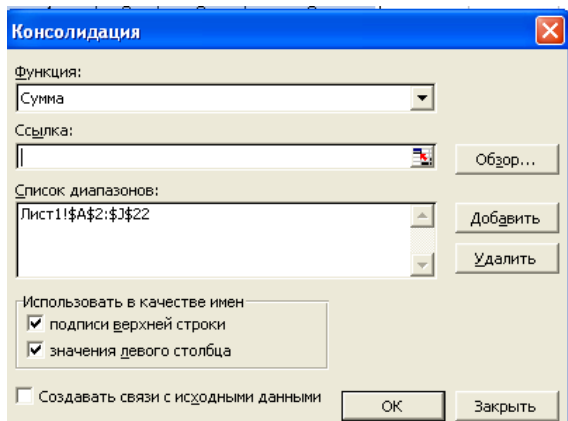 Консолидация
Функция:
Сумма
Ссылка:
Обзор...
Список диапазонов:
Лист1!$A$2:$J$22
Добавить
Удалить
Использовать в качестве имен
подписи верхней строки
значения левого столбца
Создавать связи с исходными данными
ОК
Закрыть